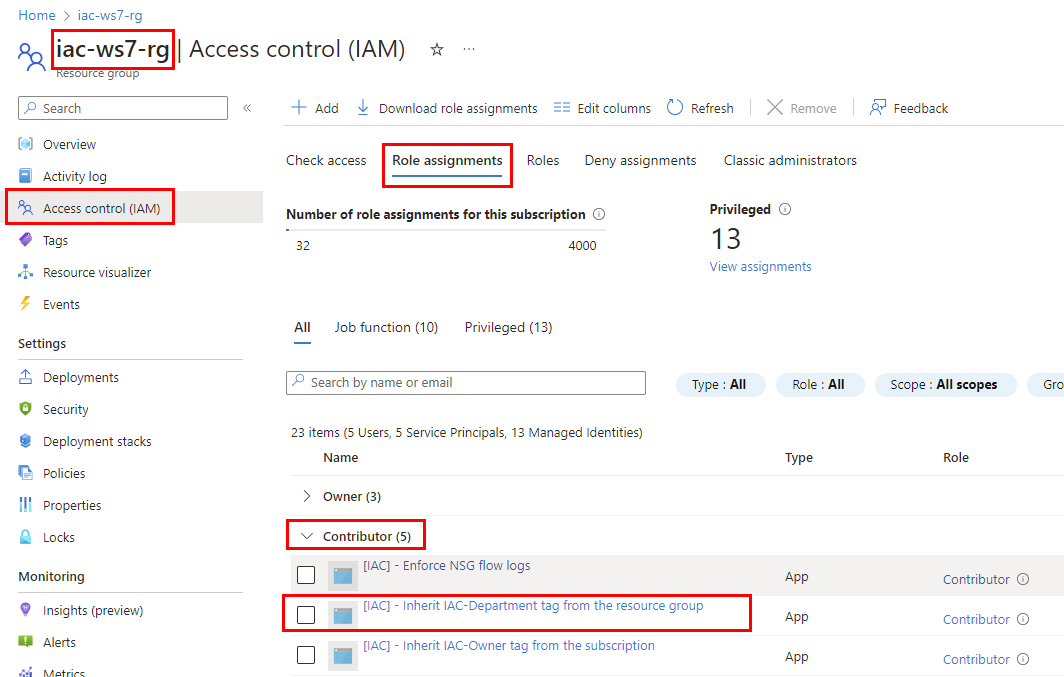 Home > iac-ws7-rg
iac-ws7-rg | Access control (IAM)
Resource group
Search
Overview
Activity log
Access control (IAM)
Tags
Resource visualizer
Events
Settings
Deployments
Security
Deployment stacks
Policies
Properties
Locks
Monitoring
Insights (preview)
Alerts
Metrics
Add Download role assignments Edit columns Refresh Remove Feedback
Check access Role assignments Roles Deny assignments Classic administrators
Number of role assignments for this subscription
32 4000
Privileged
13
View assignments
All Job function (10) Privileged (13)
Search by name or email
Type : All Role : All Scope : All scopes Gro
23 items (5 Users, 5 Service Principals, 13 Managed Identities)
Name Type Role
Owner (3)
Contributor (5)
[IAC] - Enforce NSG flow logs App Contributor
[IAC] - Inherit IAC-Department tag from the resource group App Contributor
[IAC] - Inherit IAC-Owner tag from the subscription App Contributor